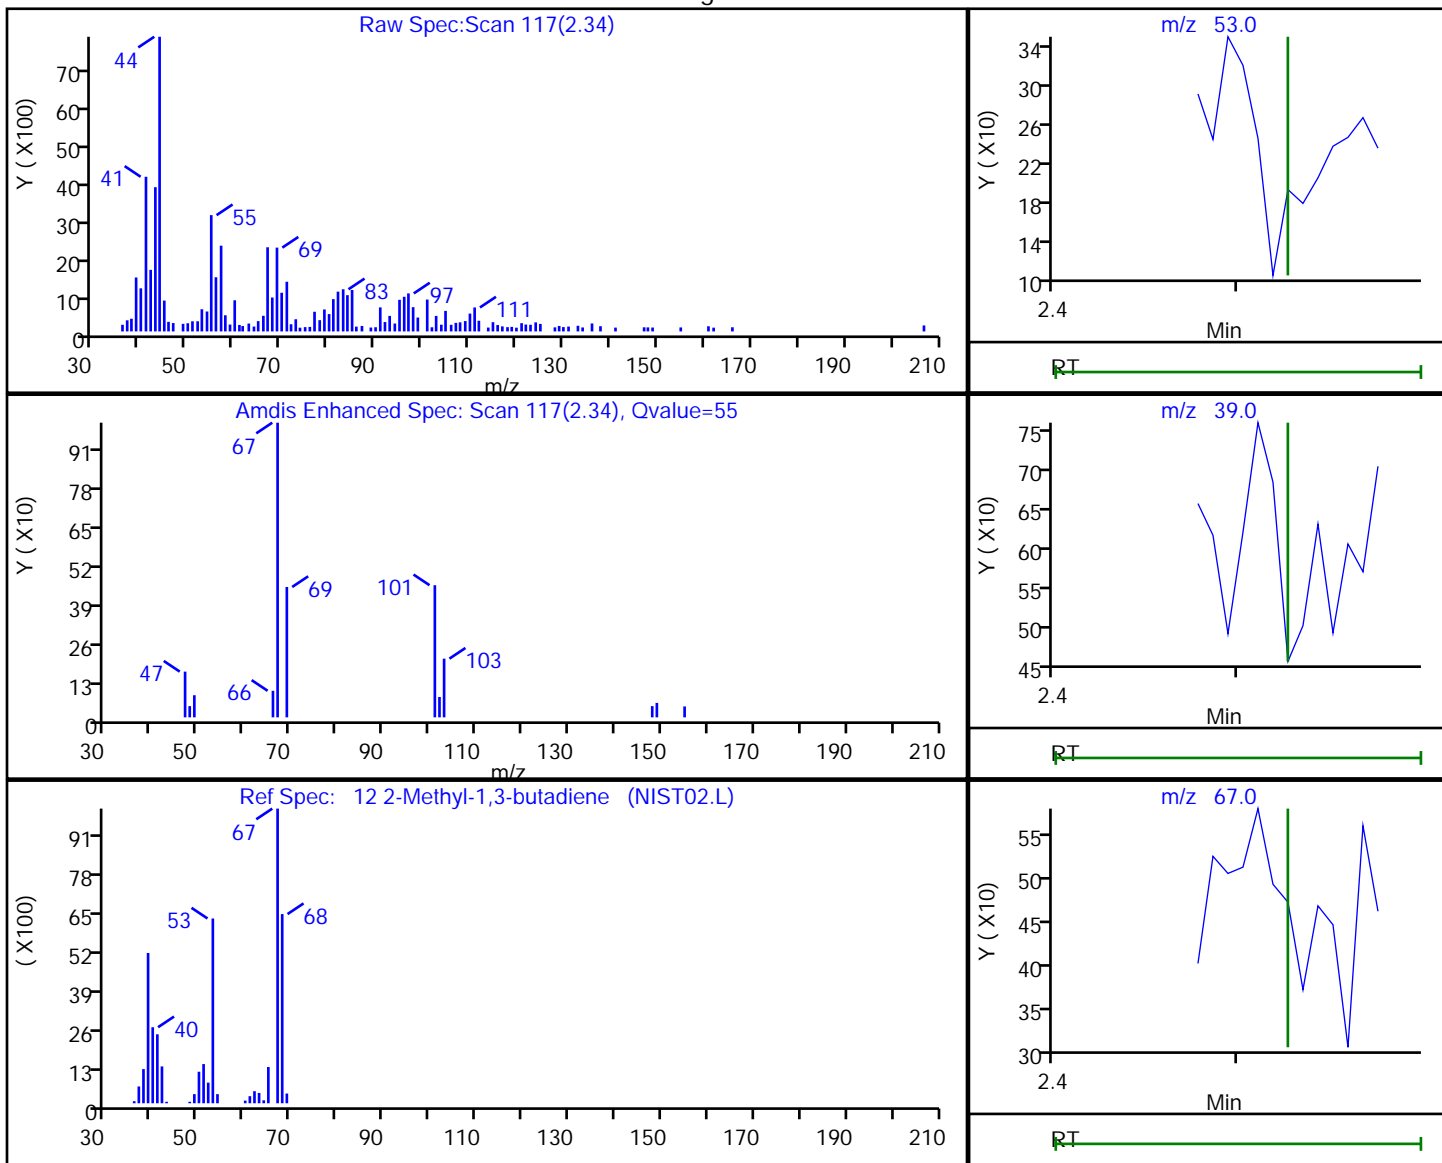 Raw Spec:Scan 117(2.34)
Y ( X100)
70
60
50
40
30
20
10
0
44
41
55
69
83
97
111
30 50 70 90 110 130 150 170 190 210
m/z
m/z 53.0
Y ( X10)
34
30
26
22
18
14
10
2.4
Min
RT
Amdis Enhanced Spec: Scan 117(2.34), Qvalue=55
Y ( X10)
91
78
65
52
39
26
13
0
67
69
101
103
47
66
30 50 70 90 110 130 150 170 190 210
m/z
m/z 39.0
Y ( X10)
75
70
65
60
55
50
45
2.4
Min
RT
Ref Spec: 12 2-Methyl-1,3-butadiene (NIST02.L)
( X100)
91
78
65
52
39
26
13
0
67
53
68
40
30 50 70 90 110 130 150 170 190 210
m/z 67.0
Y ( X10)
55
50
45
40
35
30
2.4
Min
RT